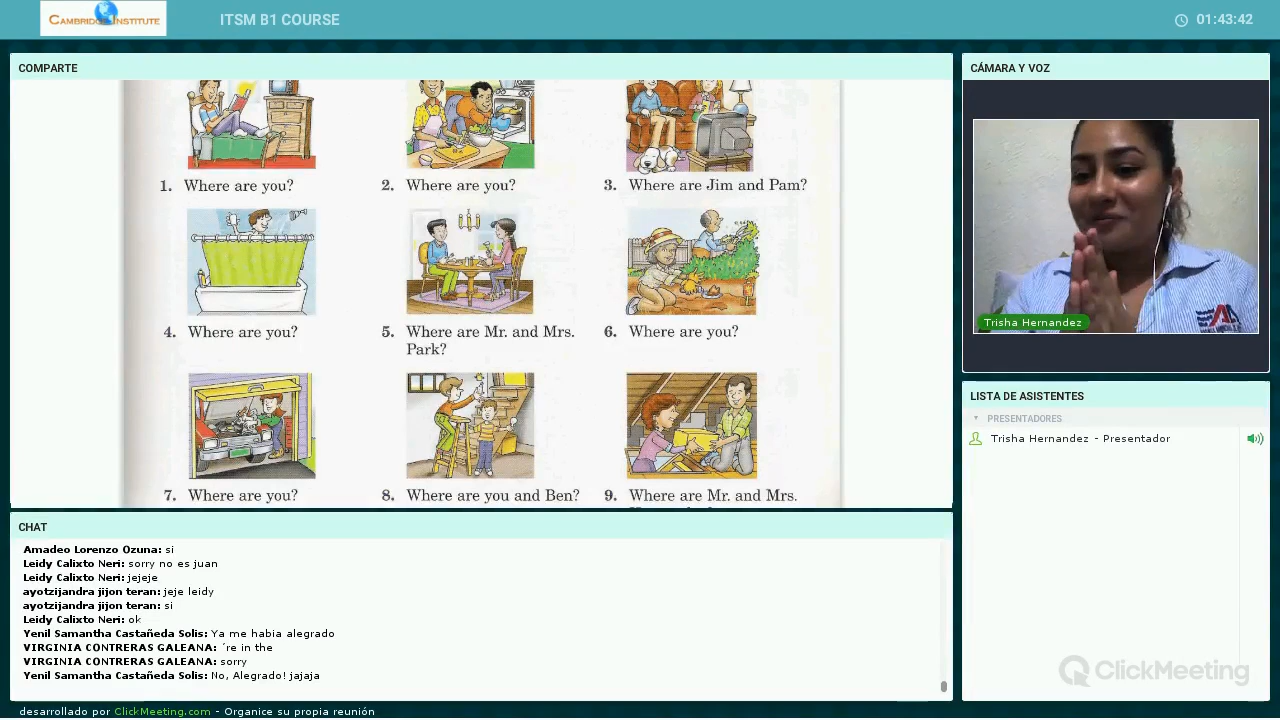 CAMBRIDGE INSTITUTE
ITSM B1 COURSE
01:43:42
COMPARTE
1. Where are you?
2. Where are you?
3. Where are Jim and Pam?
4. Where are you?
5. Where are Mr. and Mrs.
Park?
6. Where are you?
7. Where are you?
8. Where are you and Ben?
9. Where are Mr. and Mrs.
CÁMARA Y VOZ
Trisha Hernandez
LISTA DE ASISTENTES
PRESENTADORES
Trisha Hernandez - Presentador
CHAT
Amadeo Lorenzo Ozuna: si
Leidy Calixto Neri: sorry no es juan
Leidy Calixto Neri: jejeje
ayotzijandra jijon teran: jeje leidy
ayotzijandra jijon teran: si
Leidy Calixto Neri: ok
Yenil Samantha Castañeda Solis: Ya me habia alegrado
VIRGINIA CONTRERAS GALEANA: ´re in the
VIRGINIA CONTRERAS GALEANA: sorry
Yenil Samantha Castañeda Solis: No, Alegrado! jajaja
ClickMeeting
desarrollado por ClickMeeting.com - Organice su propia reunión